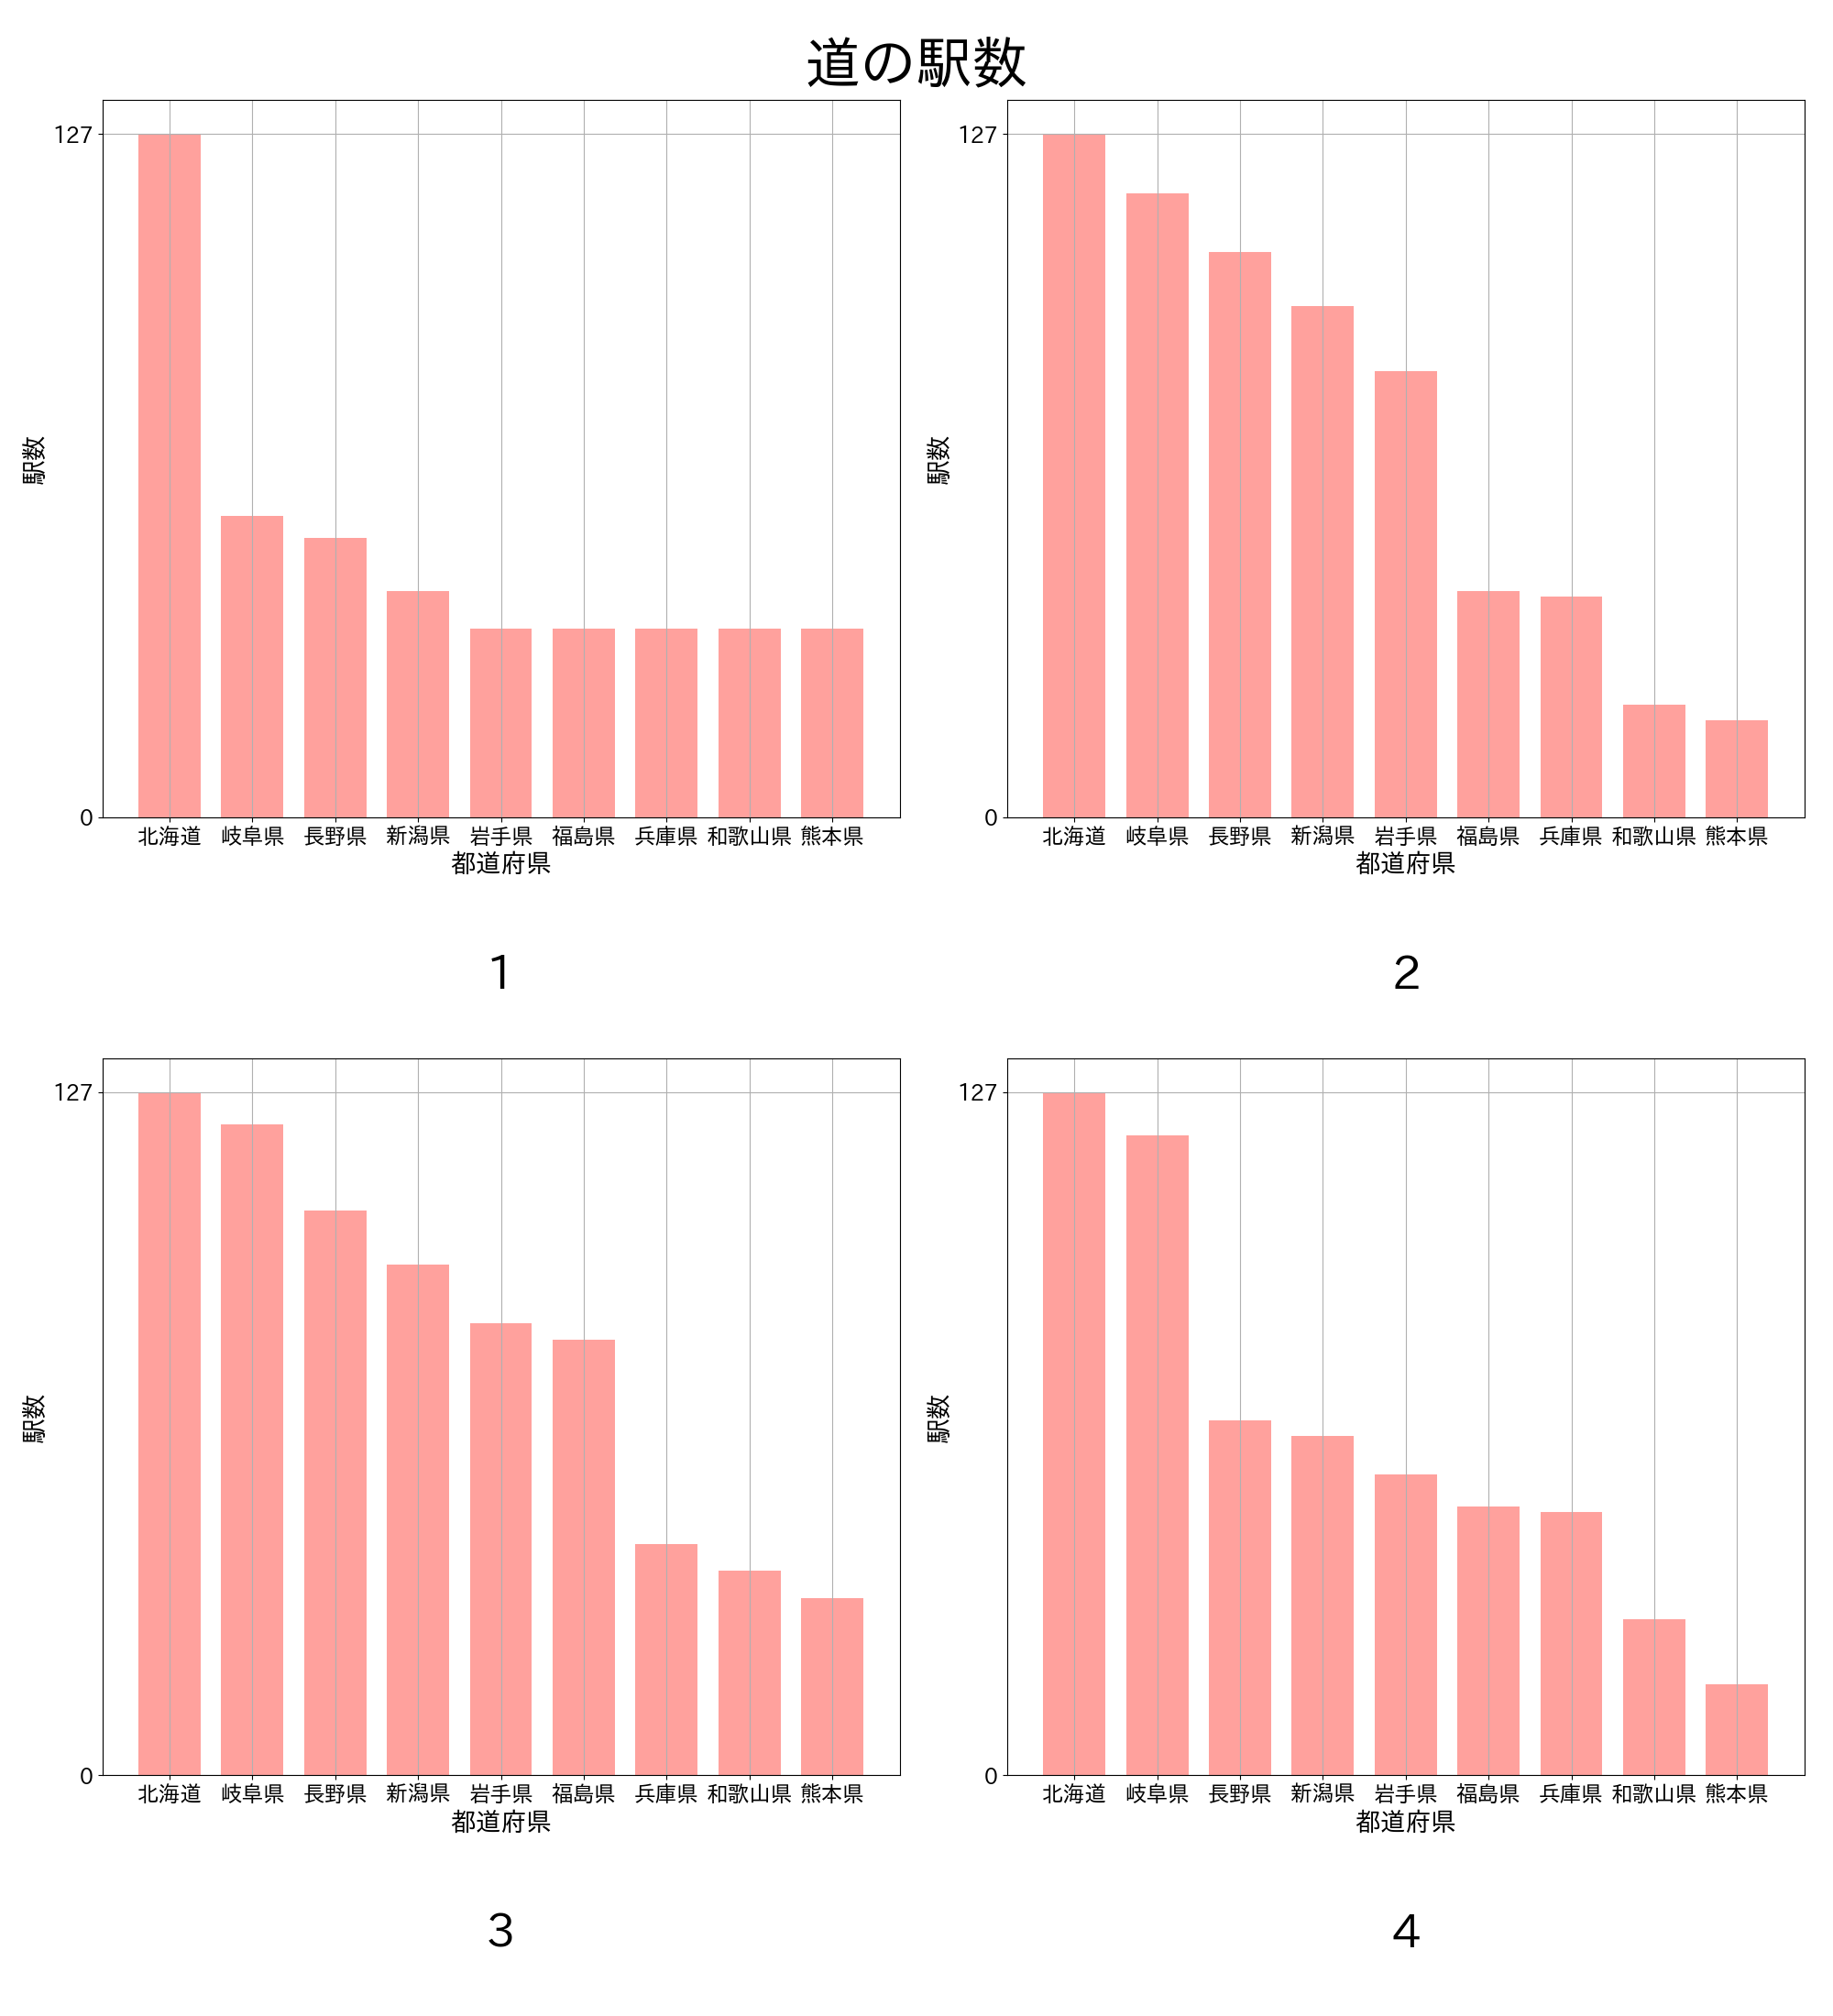 道の駅数
127
0
駅数
北海道 岐阜県 長野県 新潟県 岩手県 福島県 兵庫県 和歌山県 熊本県
都道府県
1
127
0
駅数
北海道 岐阜県 長野県 新潟県 岩手県 福島県 兵庫県 和歌山県 熊本県
都道府県
2
127
0
駅数
北海道 岐阜県 長野県 新潟県 岩手県 福島県 兵庫県 和歌山県 熊本県
都道府県
3
127
0
駅数
北海道 岐阜県 長野県 新潟県 岩手県 福島県 兵庫県 和歌山県 熊本県
都道府県
4